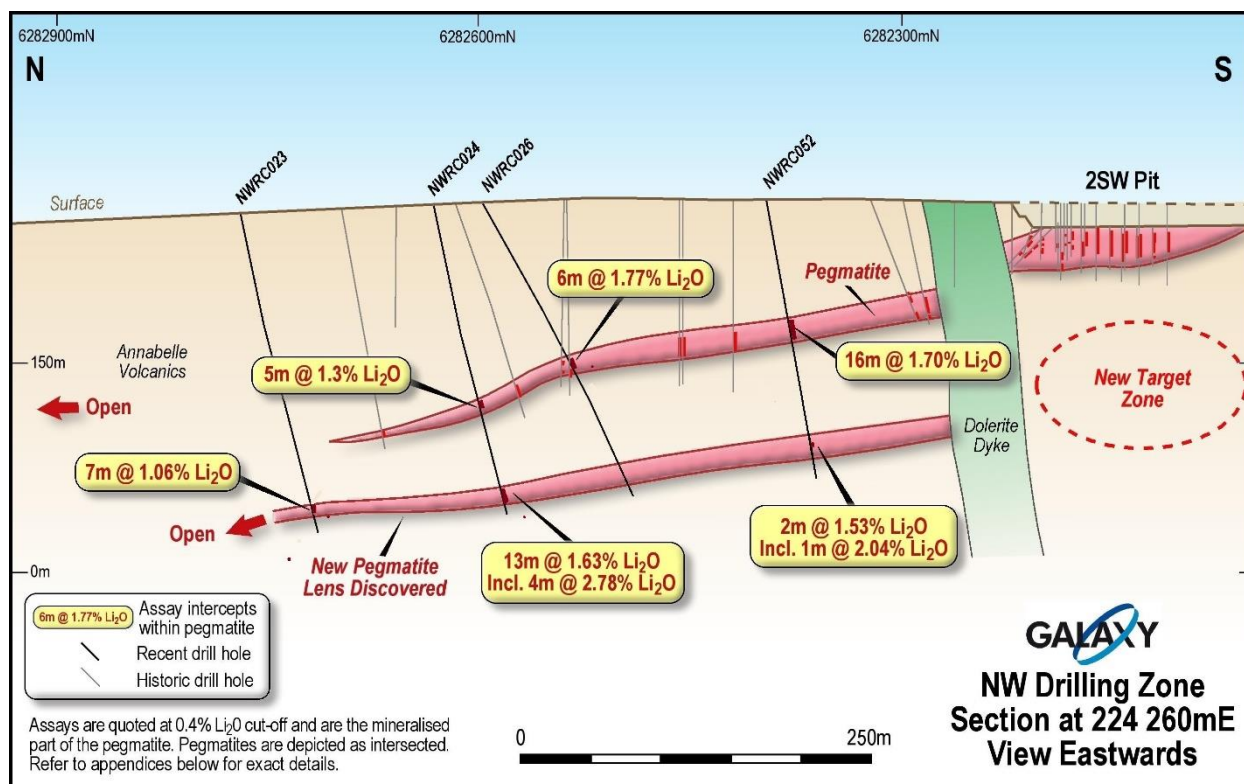 6282900mN
6282600mN
6282300mN
N
S
NWRC023
NWRC024
NWRC026
NWRC052
2SW Pit
Surface
6m @ 1.77% Li₂O
Pegmatite
150m
Annabelle
Volcanics
5m @ 1.3% Li₂O
16m @ 1.70% Li₂O
New Target
Zone
Open
Dolerite
Dyke
7m @ 1.06% Li₂O
Open
2m @ 1.53% Li₂O
Incl. 1m @ 2.04% Li₂O
New Pegmatite
Lens Discovered
13m @ 1.63% Li₂O
Incl. 4m @ 2.78% Li₂O
0m
6m @ 1.77% Li₂O
Assay intercepts
within pegmatite
Recent drill hole
Historic drill hole
GALAXY
NW Drilling Zone
Section at 224 260mE
View Eastwards
Assays are quoted at 0.4% Li₂0 cut-off and are the mineralised
part of the pegmatite. Pegmatites are depicted as intersected.
Refer to appendices below for exact details.
0
250m